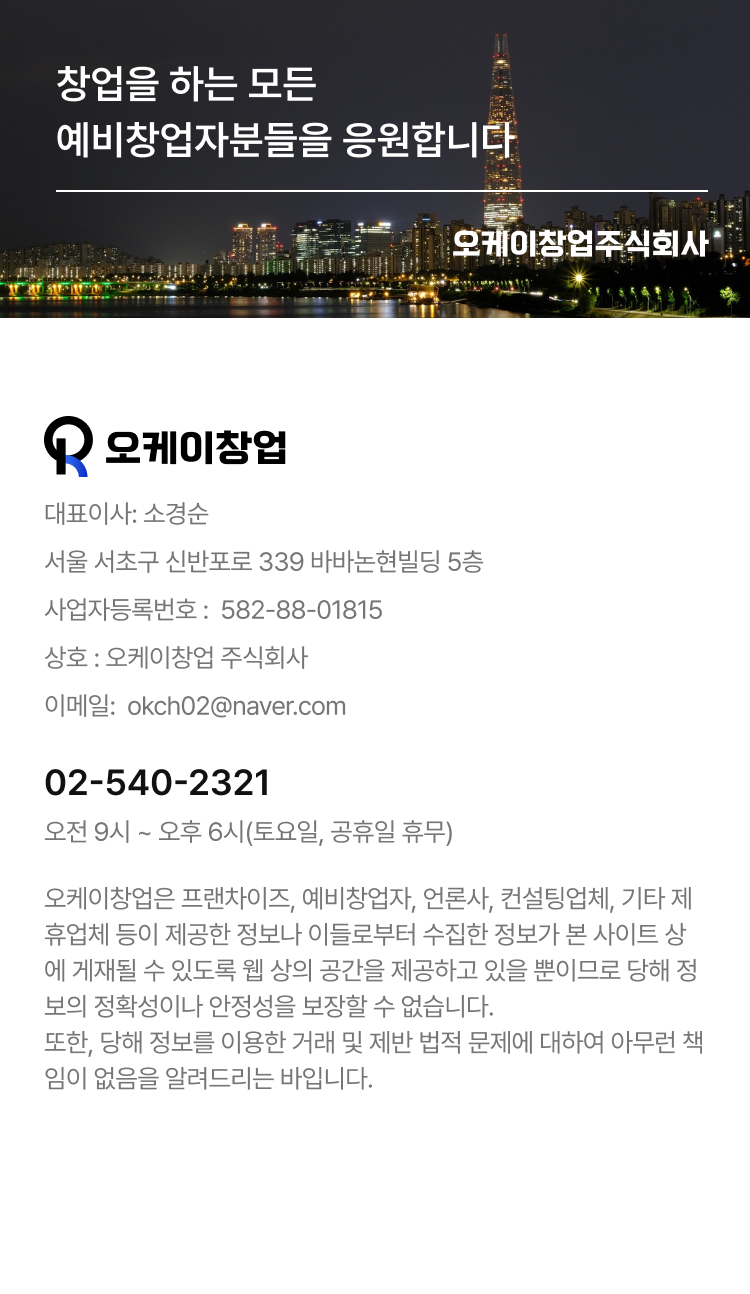 창업을 하는 모든
예비창업자분들을 응원합니다
오케이창업주식회사
오케이창업
대표이사: 소경순
서울 서초구 신반포로 339 바바논현빌딩 5층
사업자등록번호 : 582-88-01815
상호 : 오케이창업 주식회사
이메일: okch02@naver.com
02-540-2321
오전 9시 ~ 오후 6시(토요일, 공휴일 휴무)
오케이창업은 프랜차이즈, 예비창업자, 언론사, 컨설팅업체, 기타 제
휴업체 등이 제공한 정보나 이들로부터 수집한 정보가 본 사이트 상
에 게재될 수 있도록 웹 상의 공간을 제공하고 있을 뿐이므로 당해 정
보의 정확성이나 안정성을 보장할 수 없습니다.
또한, 당해 정보를 이용한 거래 및 제반 법적 문제에 대하여 아무런 책
임이 없음을 알려드리는 바입니다.